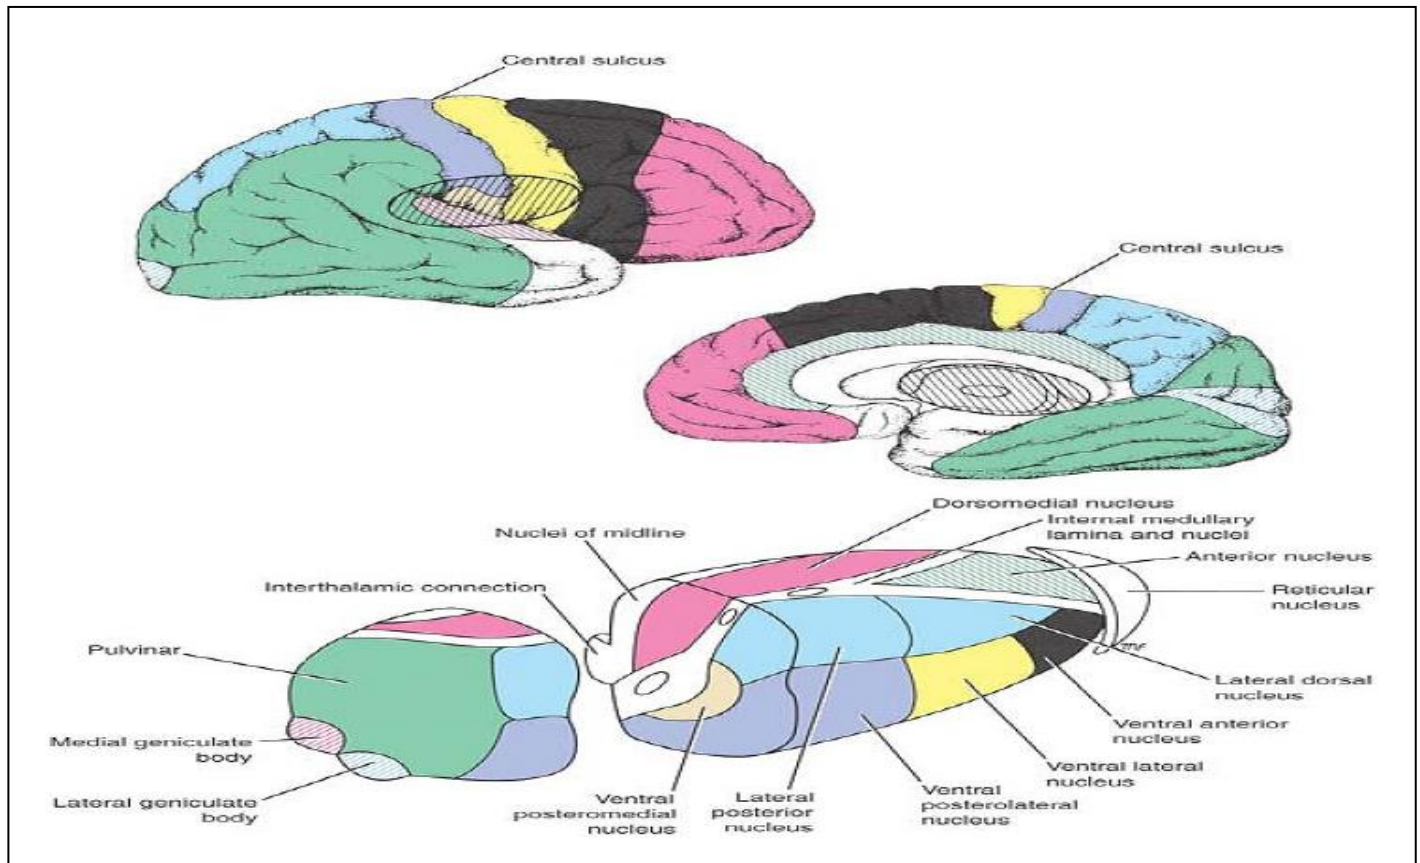 Central sulcus
Central sulcus
Dorsomedial nucleus
Internal medullary
lamina and nuclei
Nuclei of midline
Anterior nucleus
Interthalamic connection
Reticular
nucleus
Pulvinar
Lateral dorsal
nucleus
Ventral anterior
nucleus
Medial geniculate
body
Ventral lateral
nucleus
Lateral geniculate
body
Ventral
posteromedial
nucleus
Lateral
posterior
nucleus
Ventral
posterolateral
nucleus